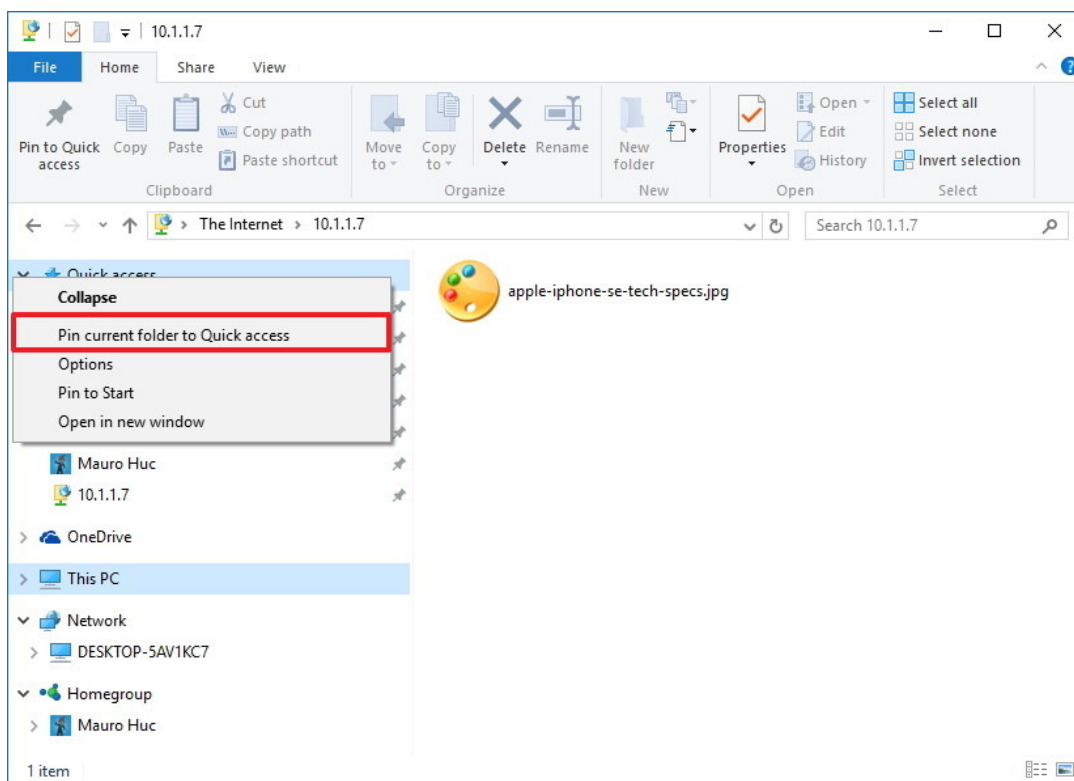 10.1.1.7
File Home Share View
Pin to Quick access
Copy
Paste
Cut
Copy path
Paste shortcut
Move to
Copy to
Delete
Rename
New folder
Properties
Open
Edit
History
Select all
Select none
Invert selection
Clipboard Organize New Open Select
The Internet 10.1.1.7
Search 10.1.1.7
Quick access
Collapse
Pin current folder to Quick access
Options
Pin to Start
Open in new window
Mauro Huc
10.1.1.7
OneDrive
This PC
Network
DESKTOP-5AV1KC7
Homegroup
Mauro Huc
apple-iphone-se-tech-specs.jpg
1 item